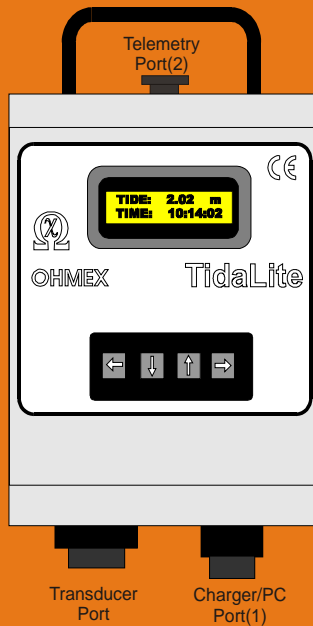 Telemetry
Port(2)
CE
TIDE: 2.02 m
TIME: 10:14:02
OHMEX
TidaLite
← ↓ ↑ →
Transducer
Port
Charger/PC
Port(1)